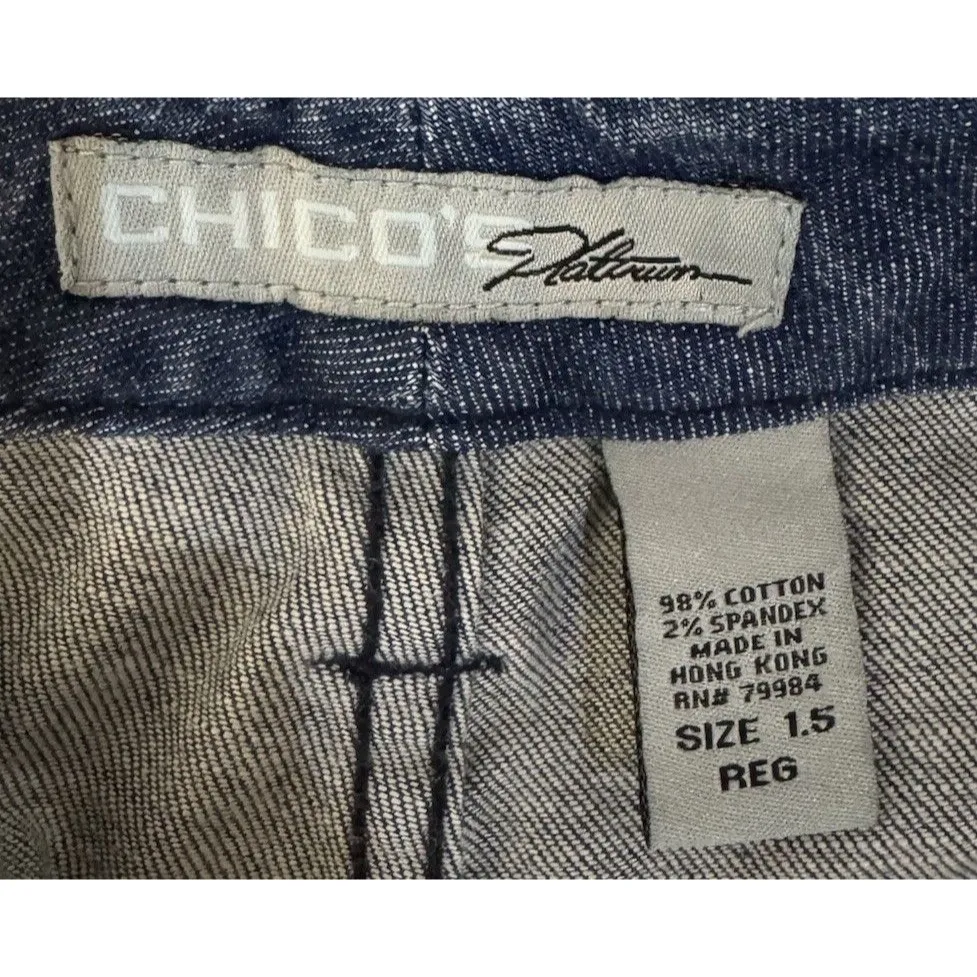 CHICO'S Platinum
98% COTTON
2% SPANDEX
MADE IN
HONG KONG
RN# 79984
SIZE 1.5
REG